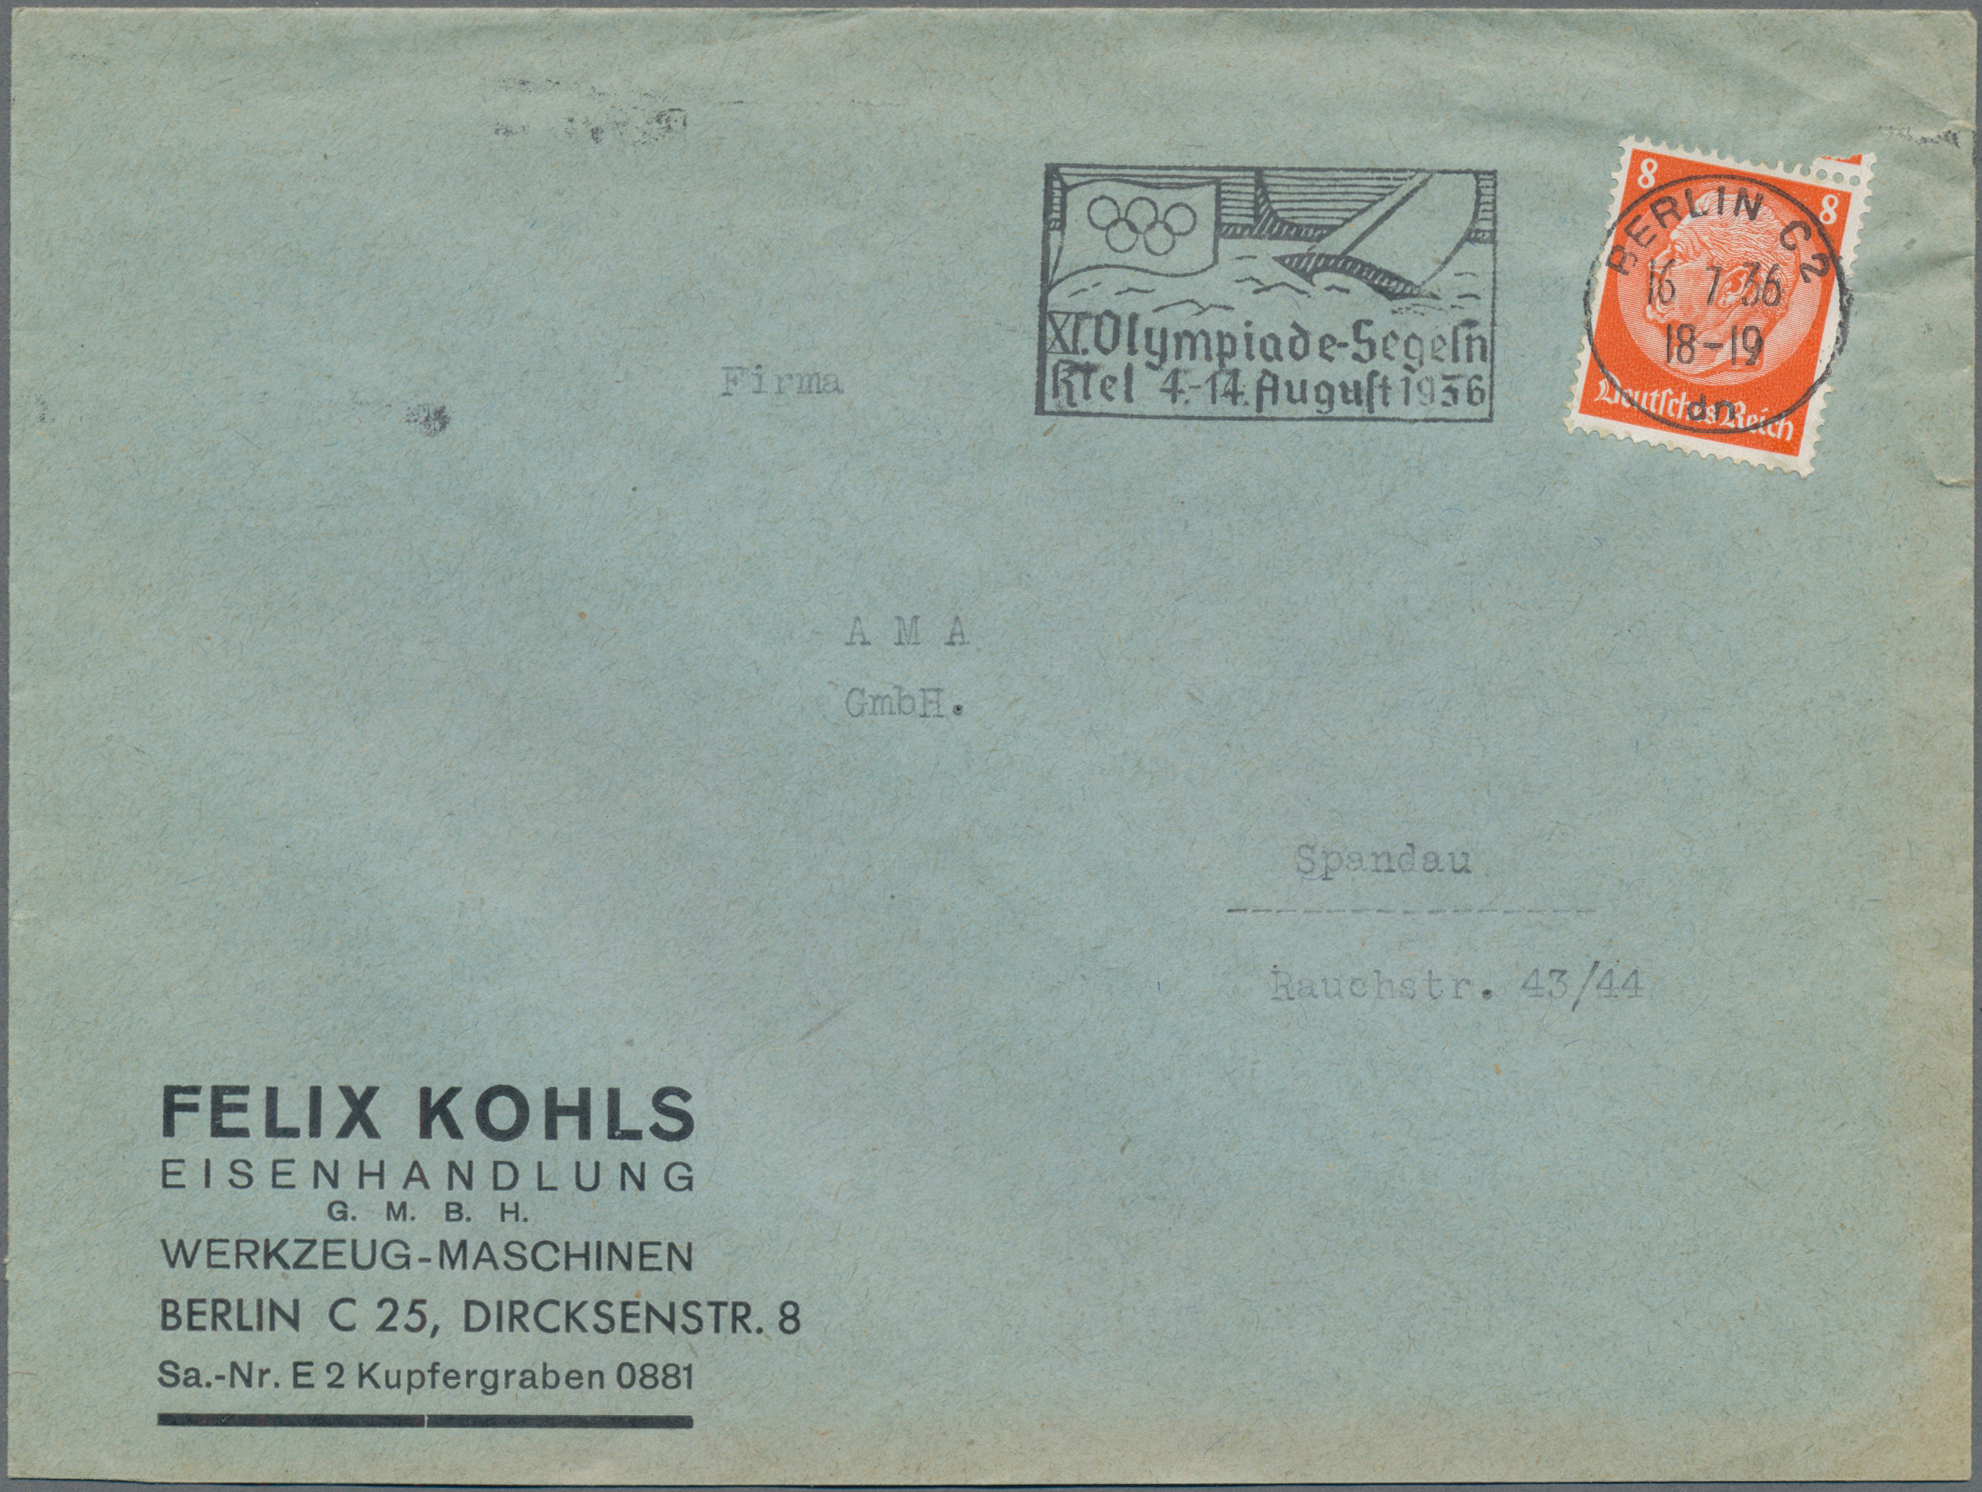 8 8
BERLIN C2
16 7.36
18-19
up
Deutsches Reich
XI. Olympiade-Segeln
Kiel 4.-14. August 1936
Firma
A M A
GmbH.
Spandau
Rauchstr. 43/44
FELIX KOHLS
EISENHANDLUNG
G. M. B. H.
WERKZEUG-MASCHINEN
BERLIN C 25, DIRCKSENSTR. 8
Sa.-Nr. E 2 Kupfergraben 0881